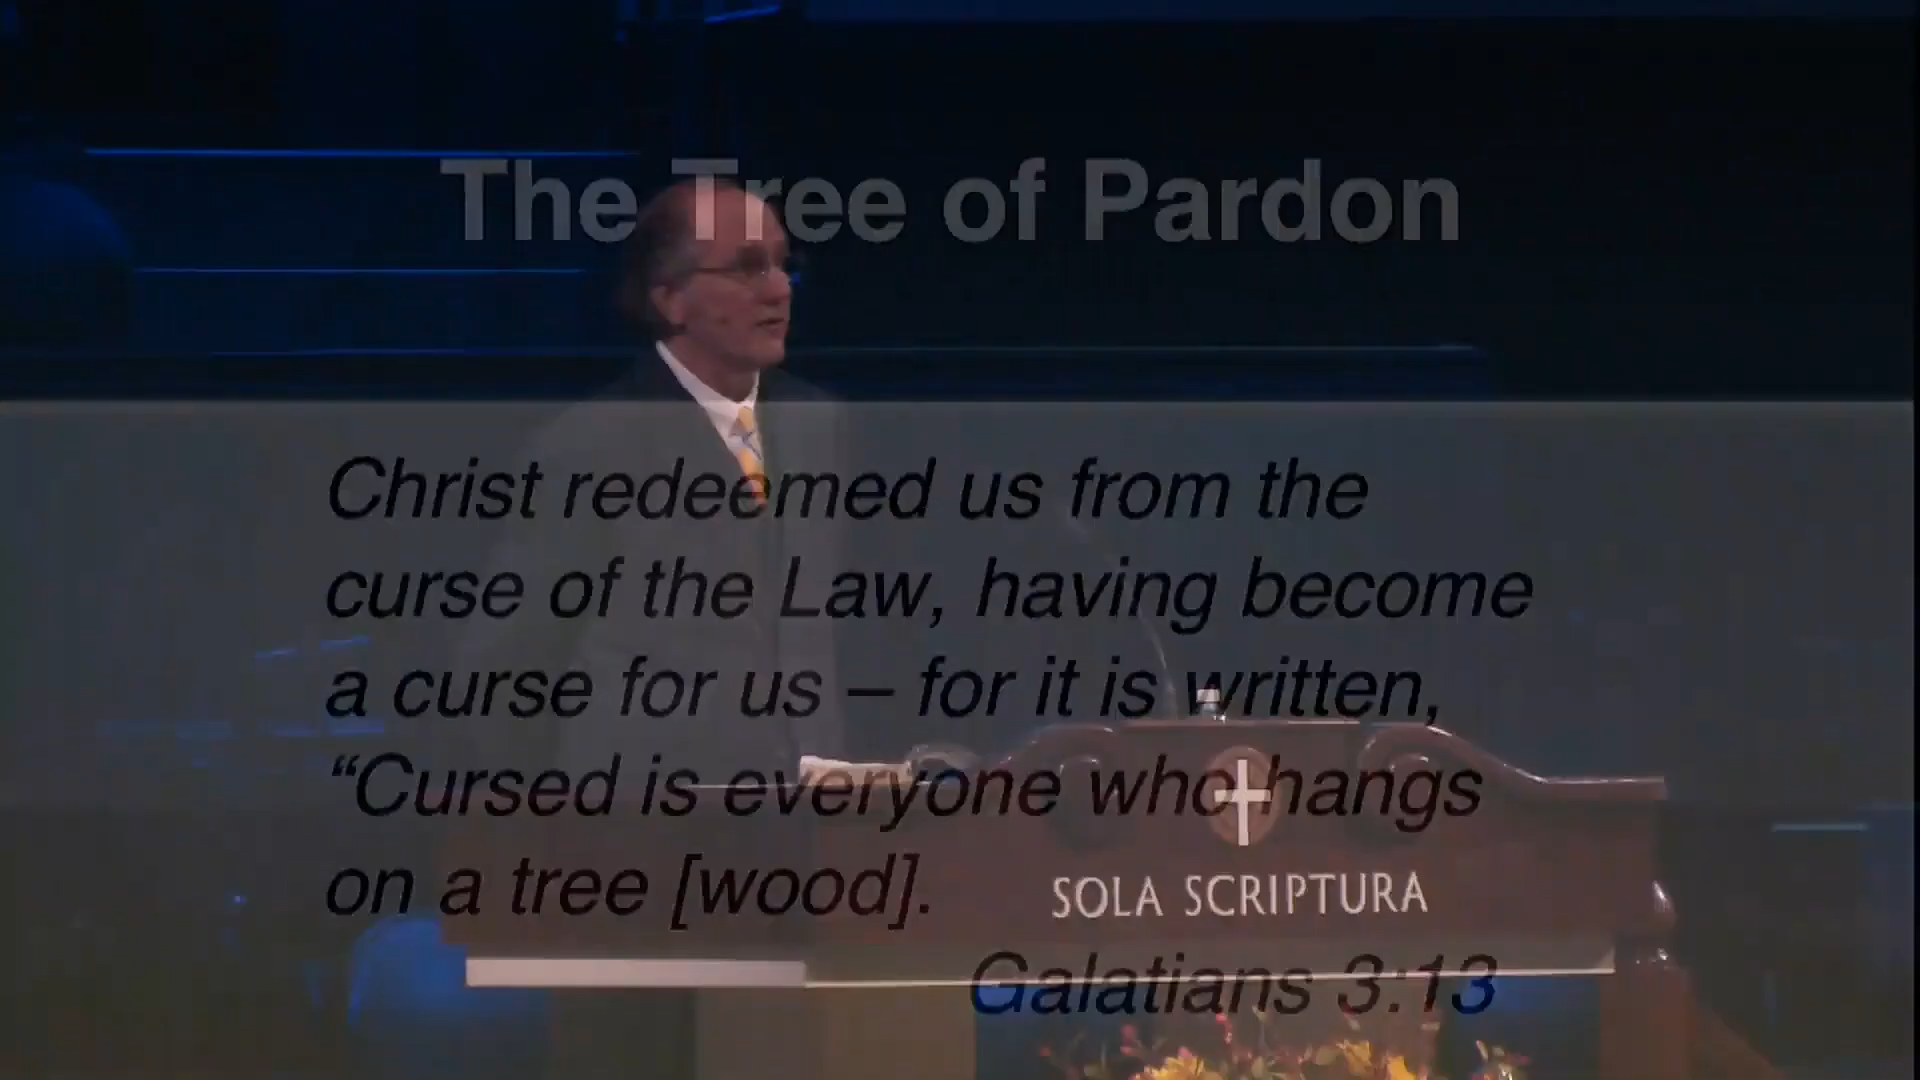 The Tree of Pardon
Christ redeemed us from the
curse of the Law, having become
a curse for us – for it is written,
“Cursed is everyone who hangs
on a tree [wood].
SOLA SCRIPTURA
Galatians 3:13